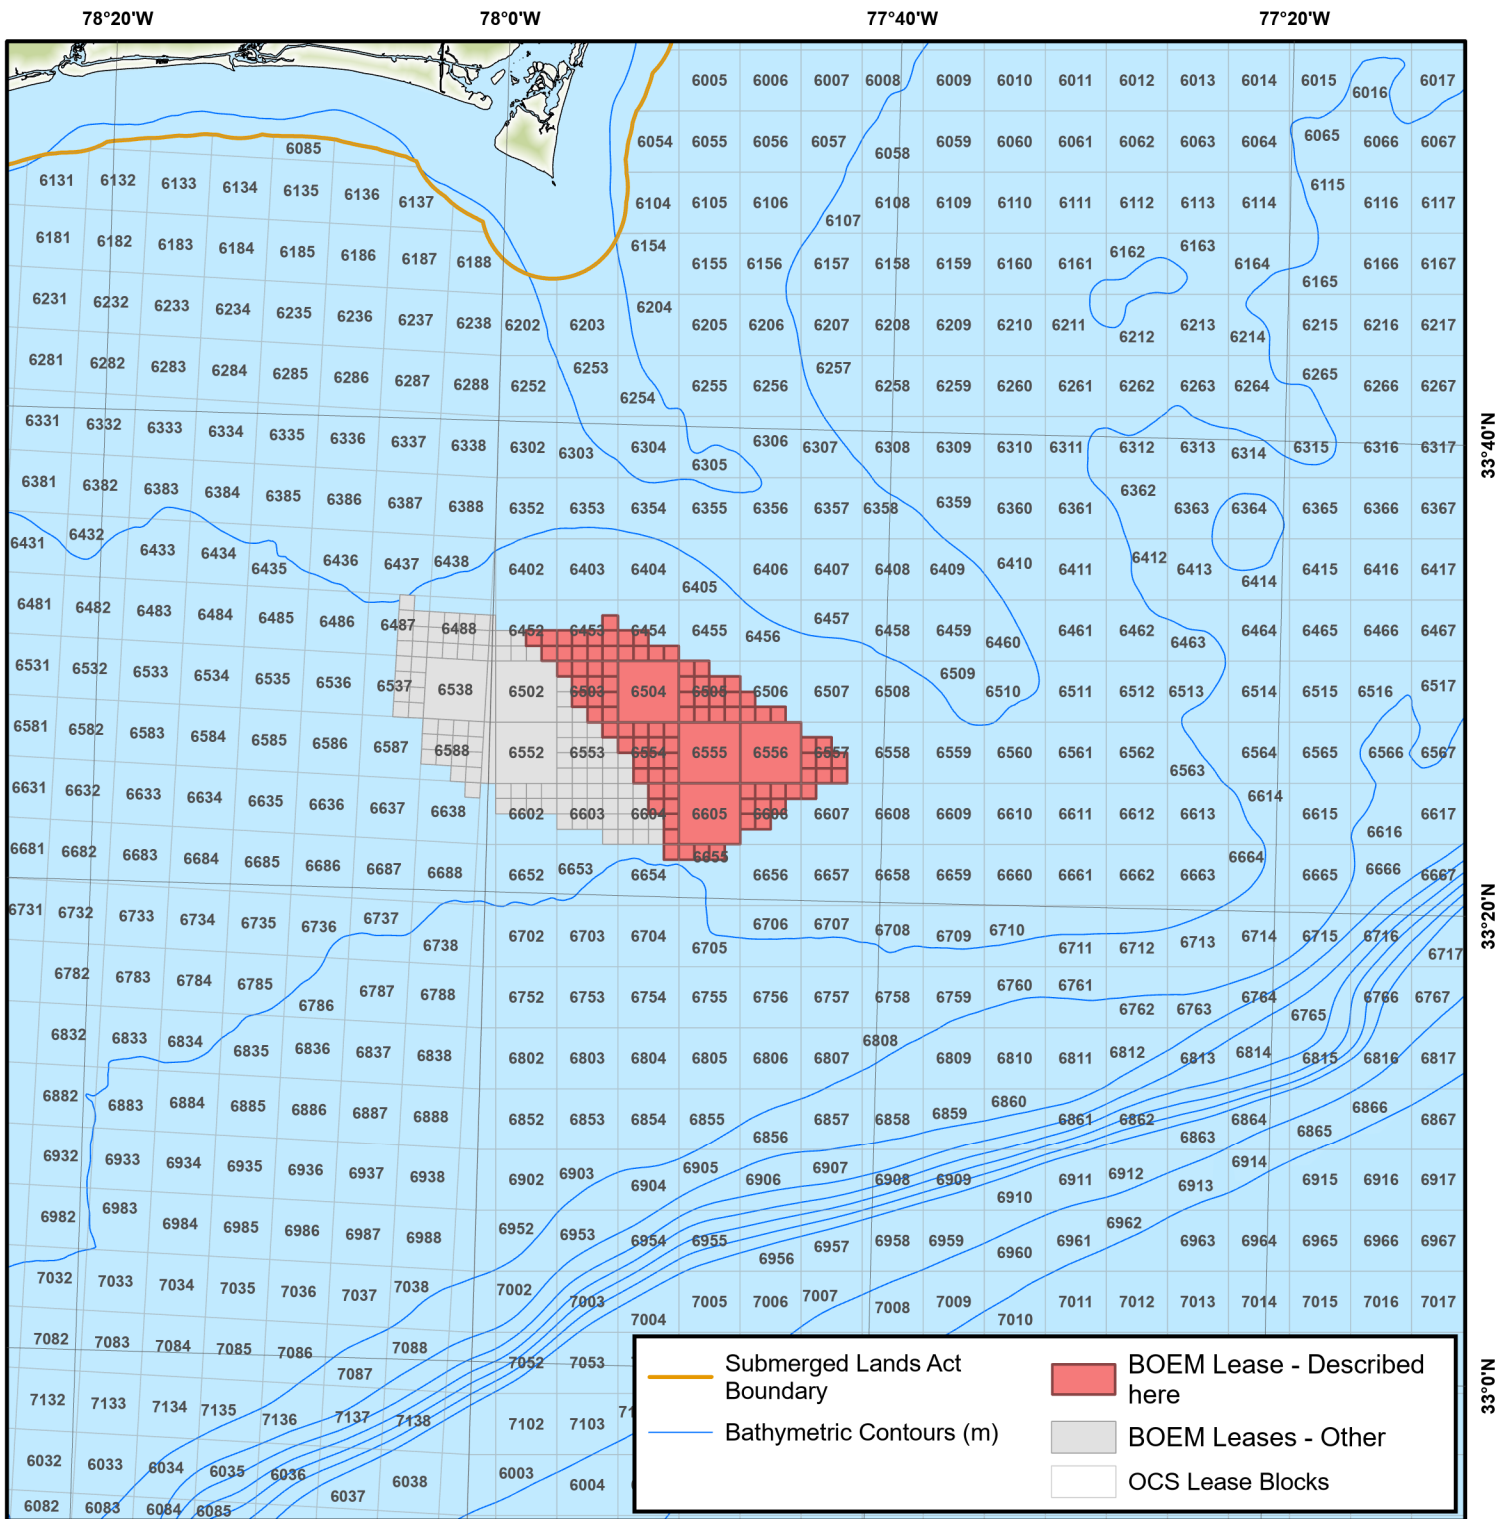 78°20'W 78°0'W 77°40'W 77°20'W
6005 6006 6007 6008 6009 6010 6011 6012 6013 6014 6015 6016 6017
6054 6055 6056 6057 6058 6059 6060 6061 6062 6063 6064 6065 6066 6067
6085
6131 6132 6133 6134 6135 6136 6137 6104 6105 6106 6107 6108 6109 6110 6111 6112 6113 6114 6115 6116 6117
6181 6182 6183 6184 6185 6186 6187 6188 6154 6155 6156 6157 6158 6159 6160 6161 6162 6163 6164 6165 6166 6167
6231 6232 6233 6234 6235 6236 6237 6238 6202 6203 6204 6205 6206 6207 6208 6209 6210 6211 6212 6213 6214 6215 6216 6217
6281 6282 6283 6284 6285 6286 6287 6288 6252 6253 6254 6255 6256 6257 6258 6259 6260 6261 6262 6263 6264 6265 6266 6267
6331 6332 6333 6334 6335 6336 6337 6338 6302 6303 6304 6305 6306 6307 6308 6309 6310 6311 6312 6313 6314 6315 6316 6317
33°40'N
6381 6382 6383 6384 6385 6386 6387 6388 6352 6353 6354 6355 6356 6357 6358 6359 6360 6361 6362 6363 6364 6365 6366 6367
6431 6432 6433 6434 6435 6436 6437 6438 6402 6403 6404 6405 6406 6407 6408 6409 6410 6411 6412 6413 6414 6415 6416 6417
6481 6482 6483 6484 6485 6486 6487 6488 6452 6453 6454 6455 6456 6457 6458 6459 6460 6461 6462 6463 6464 6465 6466 6467
6531 6532 6533 6534 6535 6536 6537 6538 6502 6503 6504 6505 6506 6507 6508 6509 6510 6511 6512 6513 6514 6515 6516 6517
6581 6582 6583 6584 6585 6586 6587 6588 6552 6553 6554 6555 6556 6557 6558 6559 6560 6561 6562 6563 6564 6565 6566 6567
6631 6632 6633 6634 6635 6636 6637 6638 6602 6603 6604 6605 6606 6607 6608 6609 6610 6611 6612 6613 6614 6615 6616 6617
6681 6682 6683 6684 6685 6686 6687 6688 6652 6653 6654 6655 6656 6657 6658 6659 6660 6661 6662 6663 6664 6665 6666 6667
6731 6732 6733 6734 6735 6736 6737 6738 6702 6703 6704 6705 6706 6707 6708 6709 6710 6711 6712 6713 6714 6715 6716 6717
33°20'N
6782 6783 6784 6785 6786 6787 6788 6752 6753 6754 6755 6756 6757 6758 6759 6760 6761 6762 6763 6764 6765 6766 6767
6832 6833 6834 6835 6836 6837 6838 6802 6803 6804 6805 6806 6807 6808 6809 6810 6811 6812 6813 6814 6815 6816 6817
6882 6883 6884 6885 6886 6887 6888 6852 6853 6854 6855 6856 6857 6858 6859 6860 6861 6862 6863 6864 6865 6866 6867
6932 6933 6934 6935 6936 6937 6938 6902 6903 6904 6905 6906 6907 6908 6909 6910 6911 6912 6913 6914 6915 6916 6917
6982 6983 6984 6985 6986 6987 6988 6952 6953 6954 6955 6956 6957 6958 6959 6960 6961 6962 6963 6964 6965 6966 6967
7032 7033 7034 7035 7036 7037 7038 7002 7003 7004 7005 7006 7007 7008 7009 7010 7011 7012 7013 7014 7015 7016 7017
7082 7083 7084 7085 7086 7087 7088 7052 7053
33°0'N
7132 7133 7134 7135 7136 7137 7138 7102 7103
6032 6033 6034 6035 6036 6037 6038 6003 6004
6082 6083 6084 6085
Submerged Lands Act
Boundary
Bathymetric Contours (m)
BOEM Lease - Described
here
BOEM Leases - Other
OCS Lease Blocks